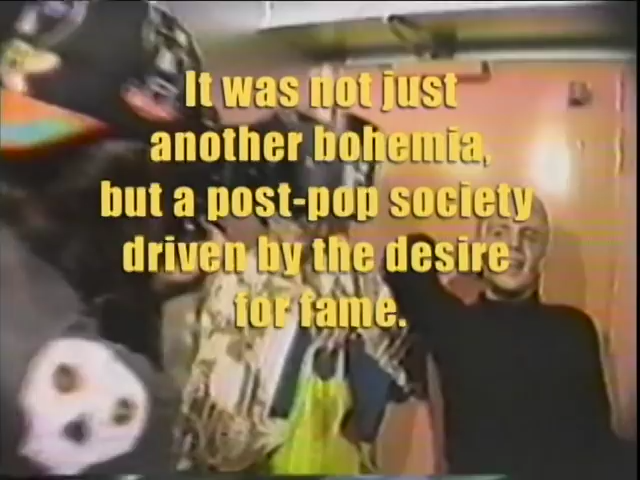 It was not just
another bohemia,
but a post-pop society
driven by the desire
for fame.